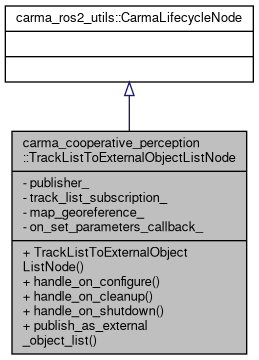 carma_ros2_utils::CarmaLifecycleNode
carma_cooperative_perception
::TrackListToExternalObjectListNode
- publisher_
- track_list_subscription_
- map_georeference_
- on_set_parameters_callback_
+ TrackListToExternalObject
ListNode()
+ handle_on_configure()
+ handle_on_cleanup()
+ handle_on_shutdown()
+ publish_as_external
_object_list()